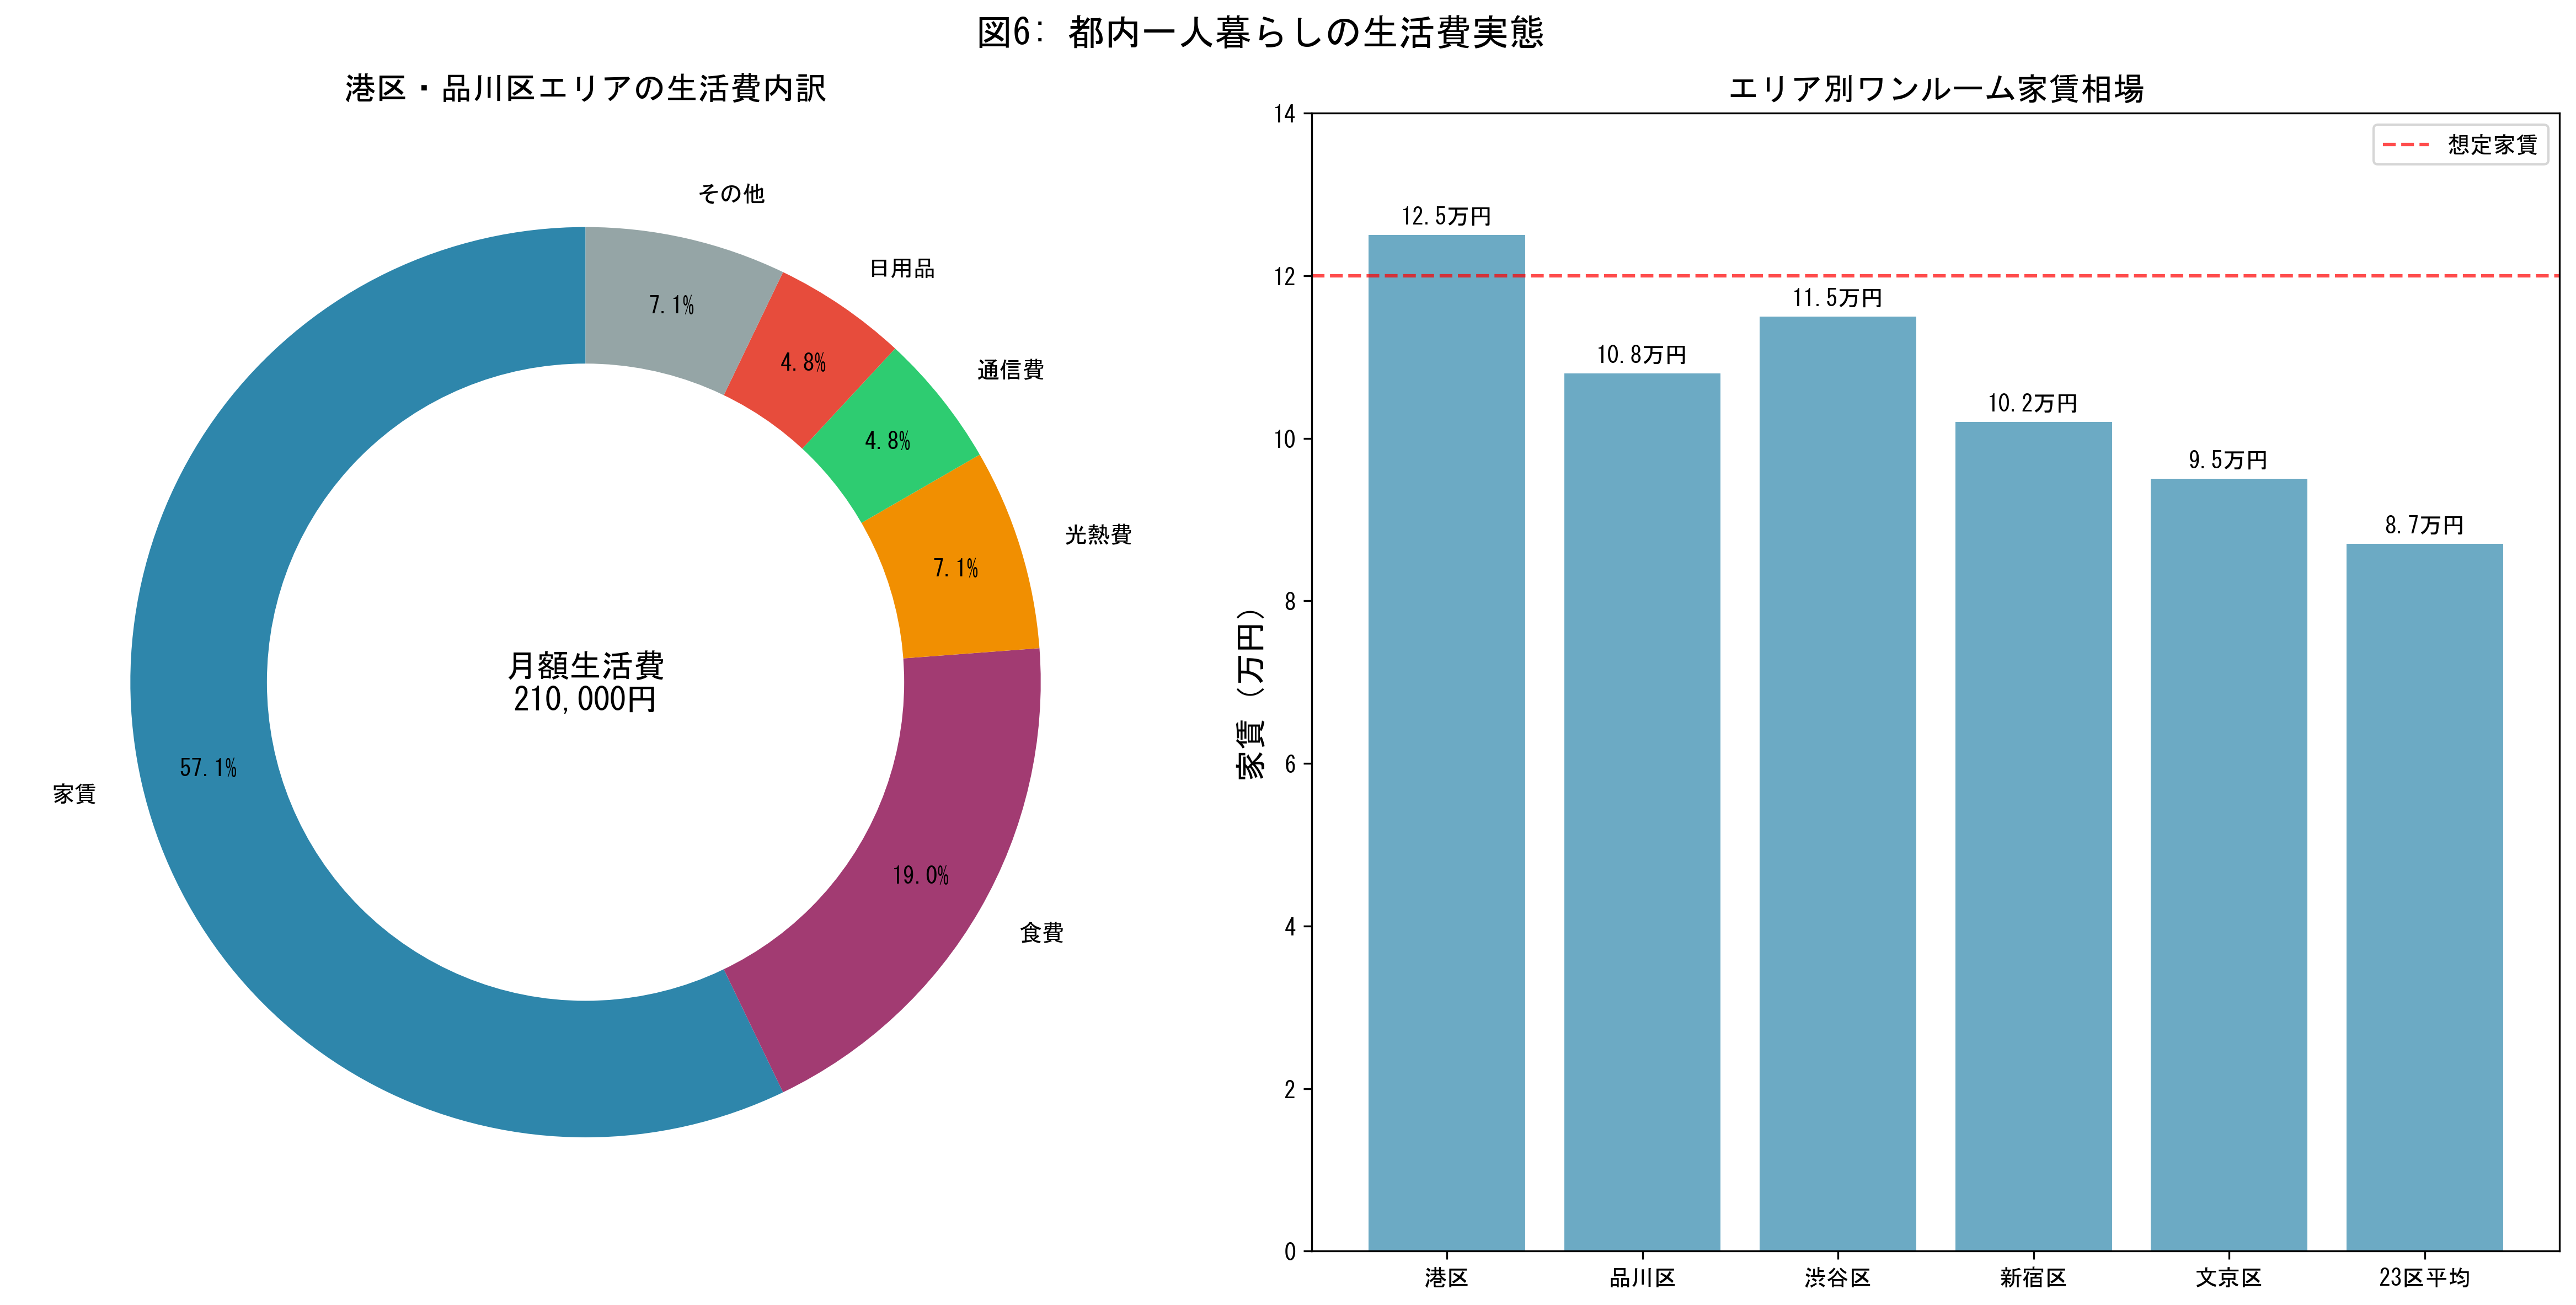 図6: 都内一人暮らしの生活費実態
港区・品川区エリアの生活費内訳
その他
7.1%
日用品
4.8%
通信費
4.8%
光熱費
7.1%
月額生活費
210,000円
家賃
57.1%
食費
19.0%
エリア別ワンルーム家賃相場
想定家賃
家賃 (万円)
14
12
10
8
6
4
2
0
12.5万円
10.8万円
11.5万円
10.2万円
9.5万円
8.7万円
港区
品川区
渋谷区
新宿区
文京区
23区平均